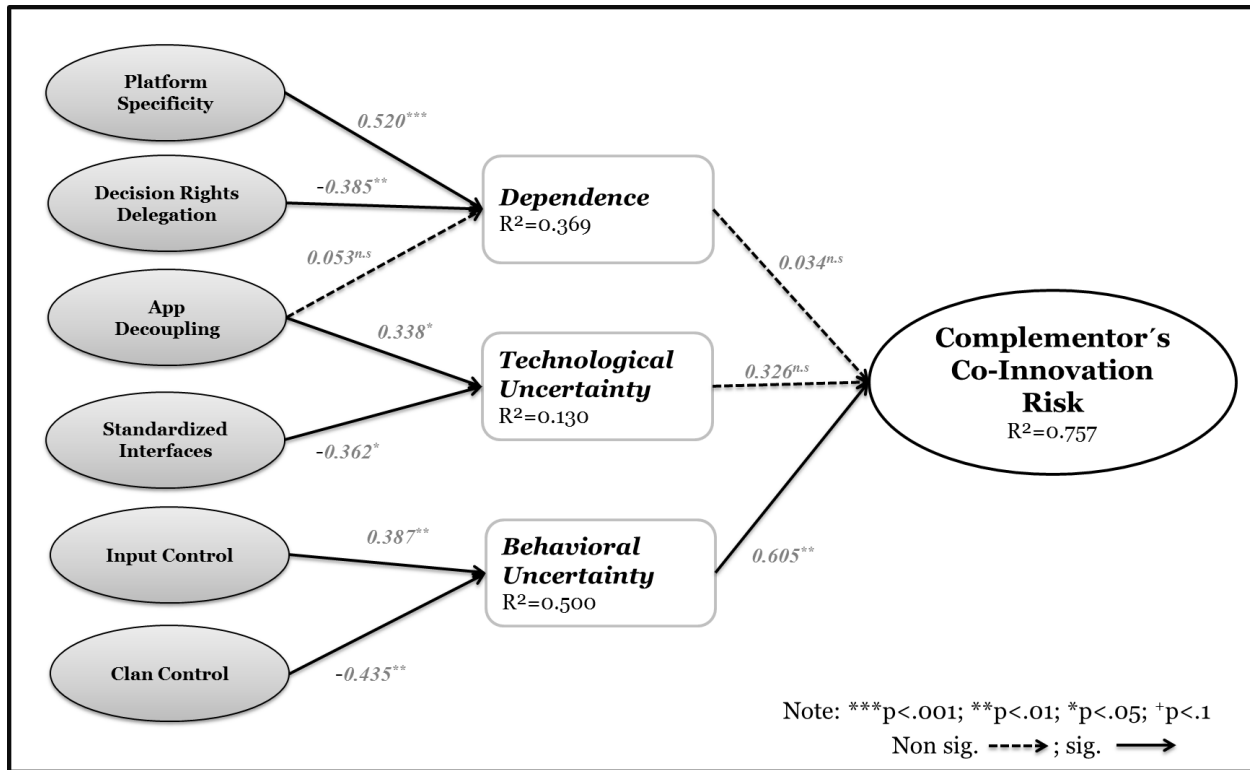 Platform
Specificity
0.520***
Decision Rights
Delegation
-0.385**
App
Decoupling
0.053n.s
0.338*
Standardized
Interfaces
-0.362*
Input Control
0.387**
Clan Control
-0.435**
Dependence
R²=0.369
0.034n.s
Technological
Uncertainty
R²=0.130
0.326n.s
Behavioral
Uncertainty
R²=0.500
0.605**
Complementor´s
Co-Innovation
Risk
R²=0.757
Note: ***p<.001; **p<.01; *p<.05; +p<.1
Non sig. ; sig.